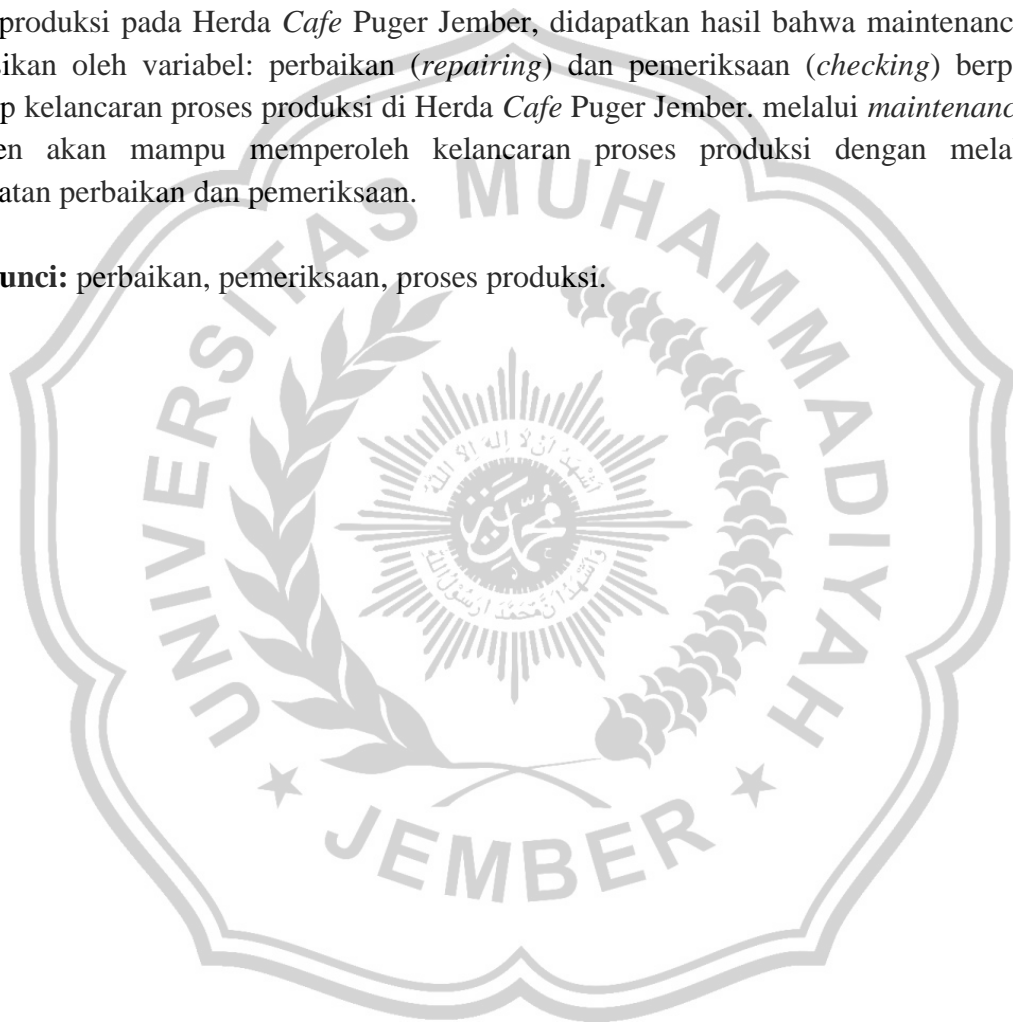 produksi pada Herda Cafe Puger Jember, didapatkan hasil bahwa maintenanc
sikan oleh variabel: perbaikan (repairing) dan pemeriksaan (checking) berp
p kelancaran proses produksi di Herda Cafe Puger Jember. melalui maintenanc
en akan mampu memperoleh kelancaran proses produksi dengan mela
atan perbaikan dan pemeriksaan.
unci: perbaikan, pemeriksaan, proses produksi.
UNIVERSITAS MUHAMMADIYAH
JEMBER